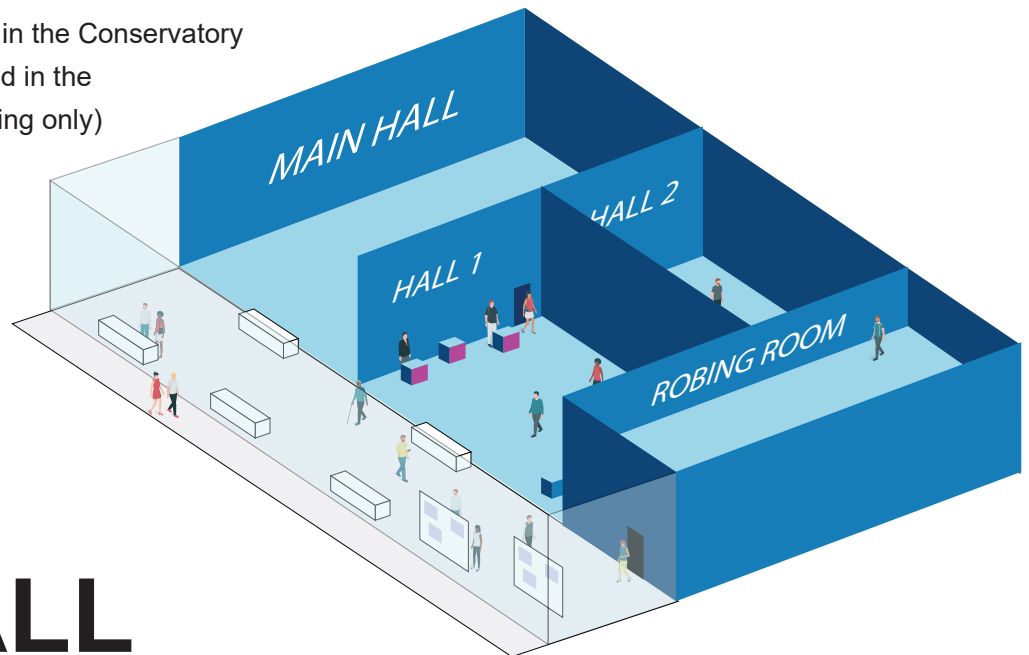 in the Conservatory
d in the
ing only)
MAIN HALL
HALL 2
HALL 1
ROBING ROOM
ALL